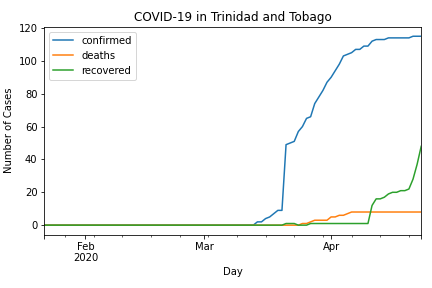 COVID-19 in Trinidad and Tobago
120
100
80
60
40
20
0
Number of Cases
confirmed
deaths
recovered
Feb
2020
Mar
Apr
Day